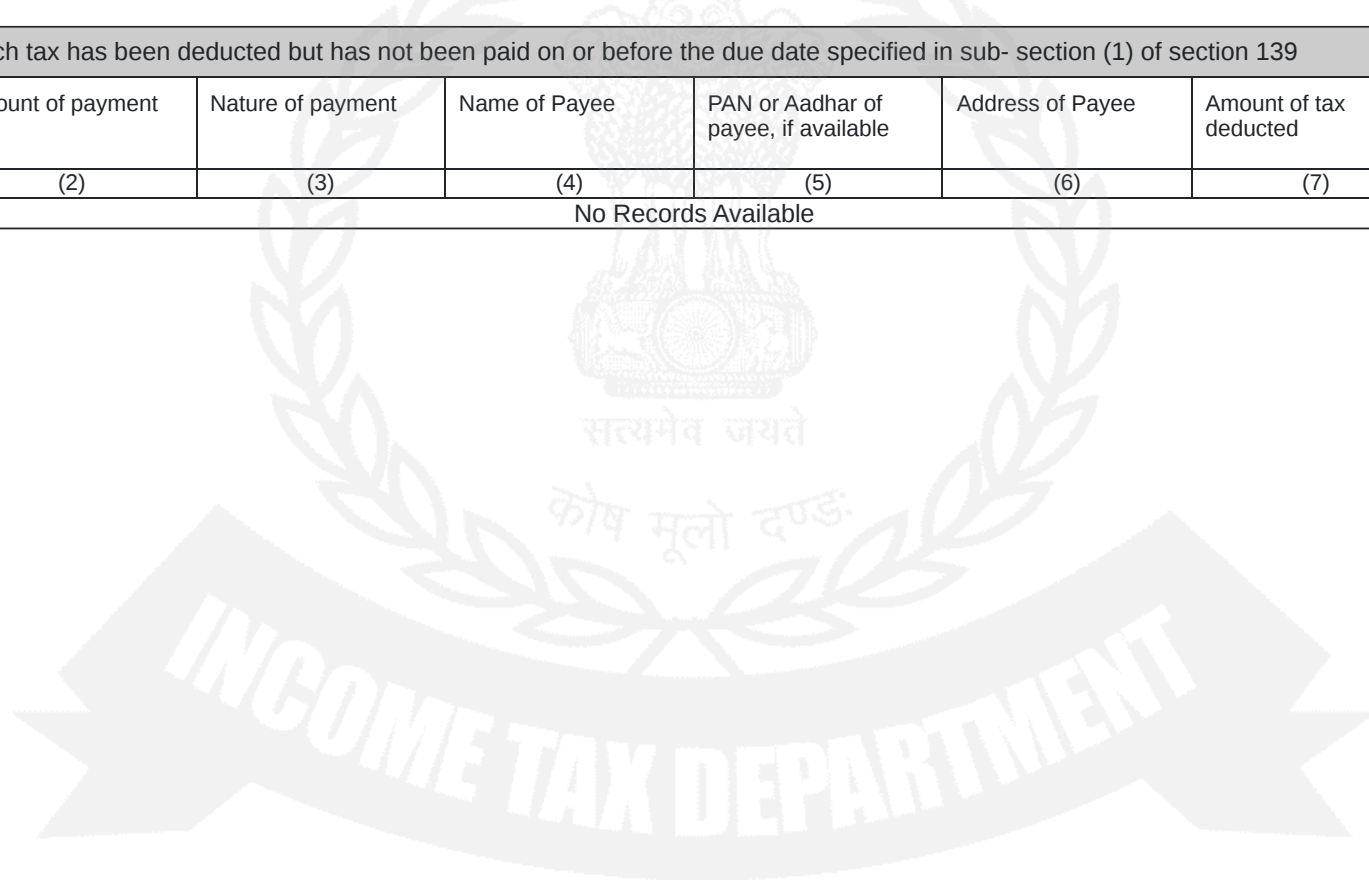 ch tax has been deducted but has not been paid on or before the due date specified in sub- section (1) of section 139
ount of payment
Nature of payment
Name of Payee
PAN or Aadhar of
payee, if available
Address of Payee
Amount of tax
deducted
(2) (3) (4) (5) (6) (7)
No Records Available
सत्यमेव जयते
कोष मूलो दण्डः
INCOME TAX DEPARTMENT